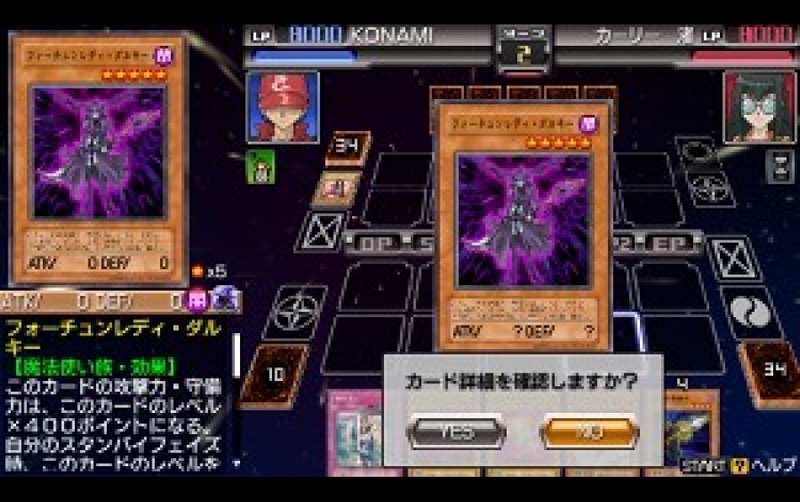 フォーチュンレディ・ダルキー
ATK/ 0 DEF/ 0
×5
ATK/ 0 DEF/ 0
フォーチュンレディ・ダル
キー
【魔法使い族・効果】
このカードの攻撃力・守備
力は、このカードのレベル
×400ポイントになる。
自分のスタンバイフェイズ
時、このカードのレベルを
LP 8000 KONAMI
ターン
2
カーリー 渚 LP 8000
34
DP
EP
フォーチュンレディ・ダルキー
ATK/ ? DEF/ ?
10
34
4
カード詳細を確認しますか?
YES
NO
START ? ヘルプ